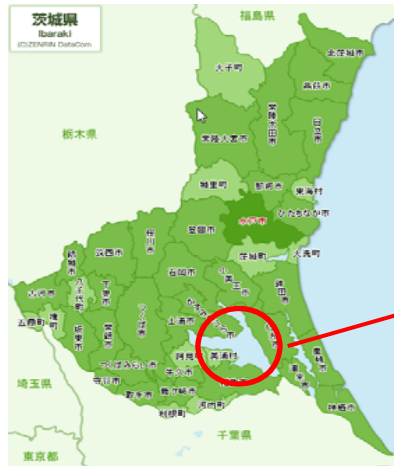 茨城県
福島県
Ibaraki
(C)ZENRIN DataCom
北茨城市
大子町
高萩市
栃木県
常陸太田市
日立市
常陸大宮市
城里町
那珂市
東海村
水戸市
ひたちなか市
笠間市
桜川市
茨城町
大洗町
筑西市
結城市
石岡市
小美玉市
鉾田市
古河市
八千代町
下妻市
つくば市
土浦市
かすみがうら市
五霞町
境町
坂東市
常総市
阿見町
美浦村
鹿嶋市
潮来市
つくばみらい市
牛久市
守谷市
取手市
龍ケ崎市
河内町
利根町
神栖市
埼玉県
千葉県
東京都